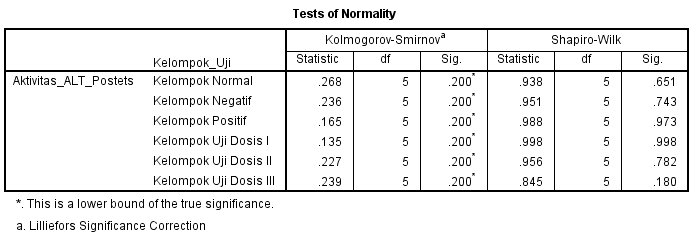 Tests of Normality
Kelompok_Uji Kolmogorov-Smirnov^a Shapiro-Wilk
Statistic df Sig. Statistic df Sig.
Aktivitas_ALT_Postets Kelompok Normal .268 5 .200* .938 5 .651
Kelompok Negatif .236 5 .200* .951 5 .743
Kelompok Positif .165 5 .200* .988 5 .973
Kelompok Uji Dosis I .135 5 .200* .998 5 .998
Kelompok Uji Dosis II .227 5 .200* .956 5 .782
Kelompok Uji Dosis III .239 5 .200* .845 5 .180
*. This is a lower bound of the true significance.
a. Lilliefors Significance Correction